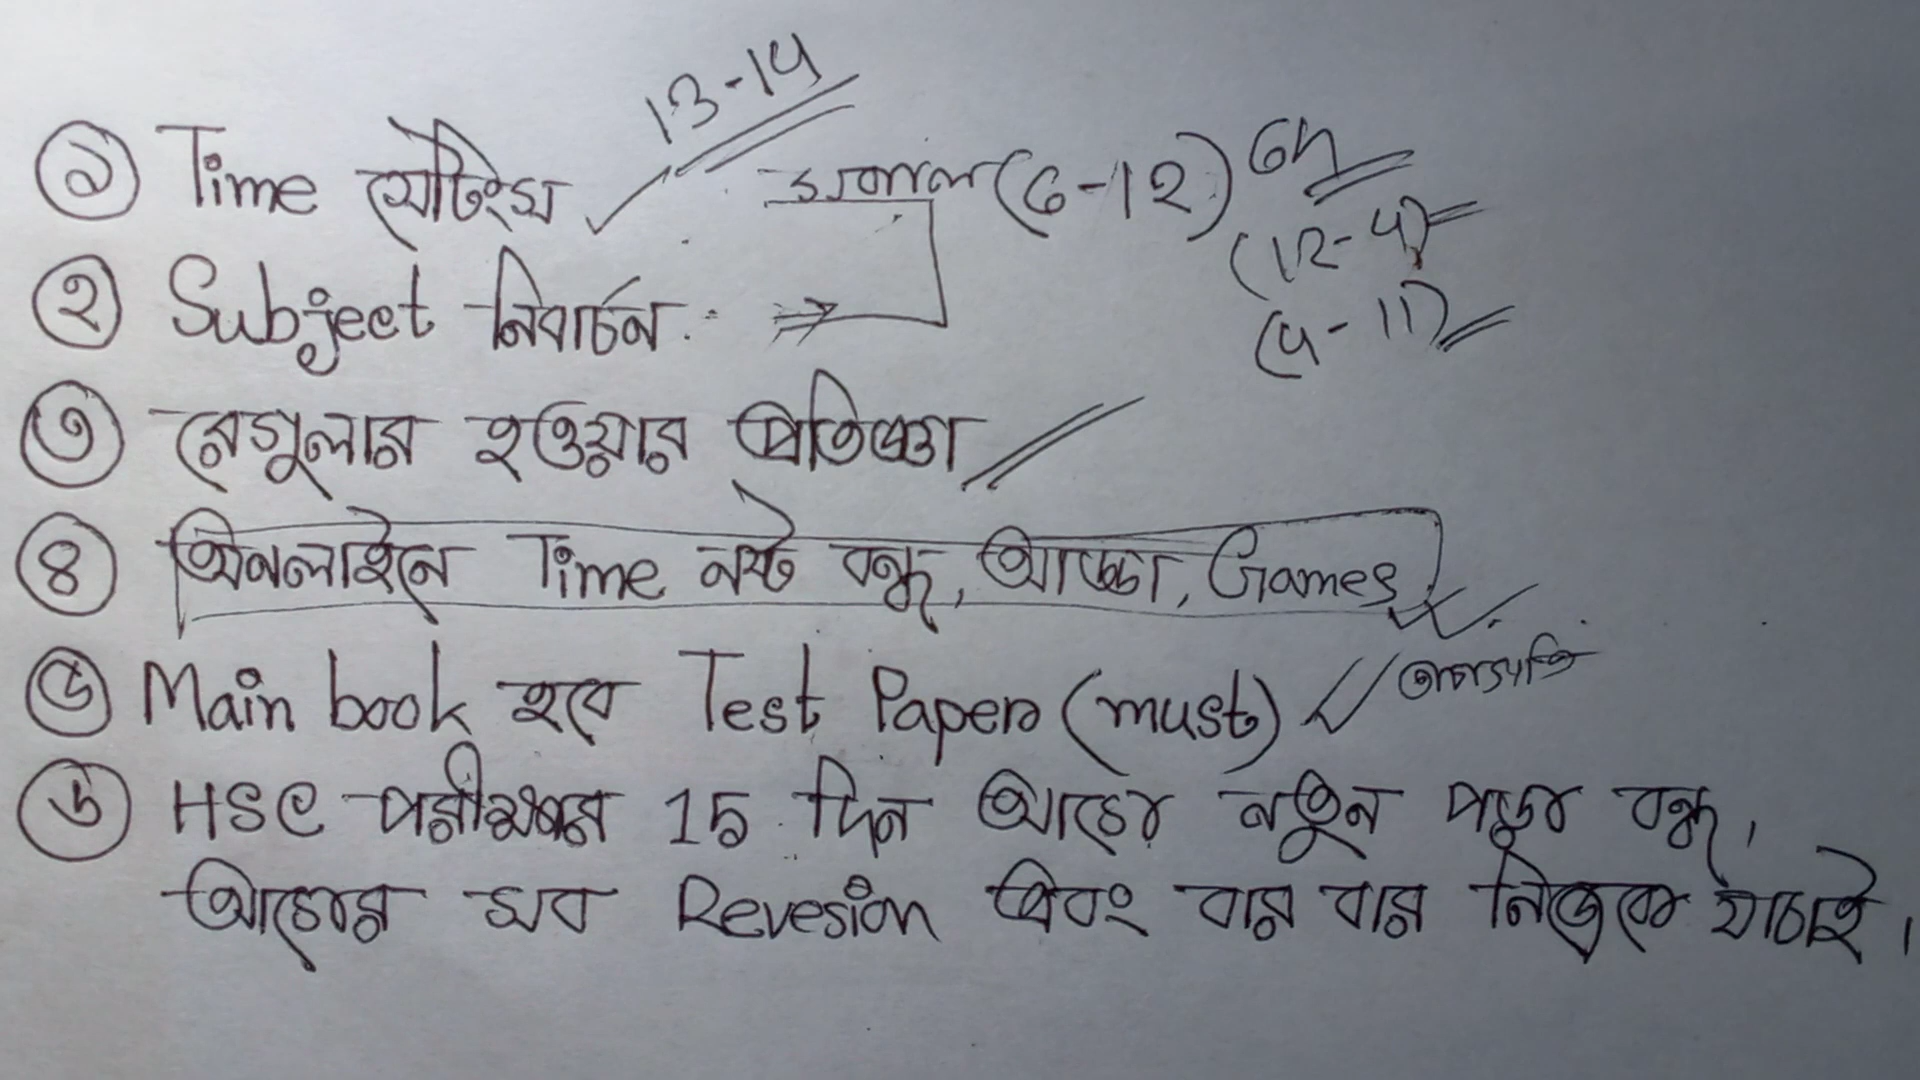 ১ Time সেটিংস 13-14 সকাল (6-12) 6h
(12-4)
২ Subject নিবার্চন (4-11)
৩ রেগুলার হওয়ার প্রতিজ্ঞা
৪ অনলাইনে Time নষ্ট বন্ধ, আড্ডা, Games
৫ Main book হবে Test Paper (must)
৬ HSC পরীক্ষার 15 দিন আগে নতুন পড়া বন্ধ,
আগের সব Revesion এবং বার বার নিজেকে যাচাই।